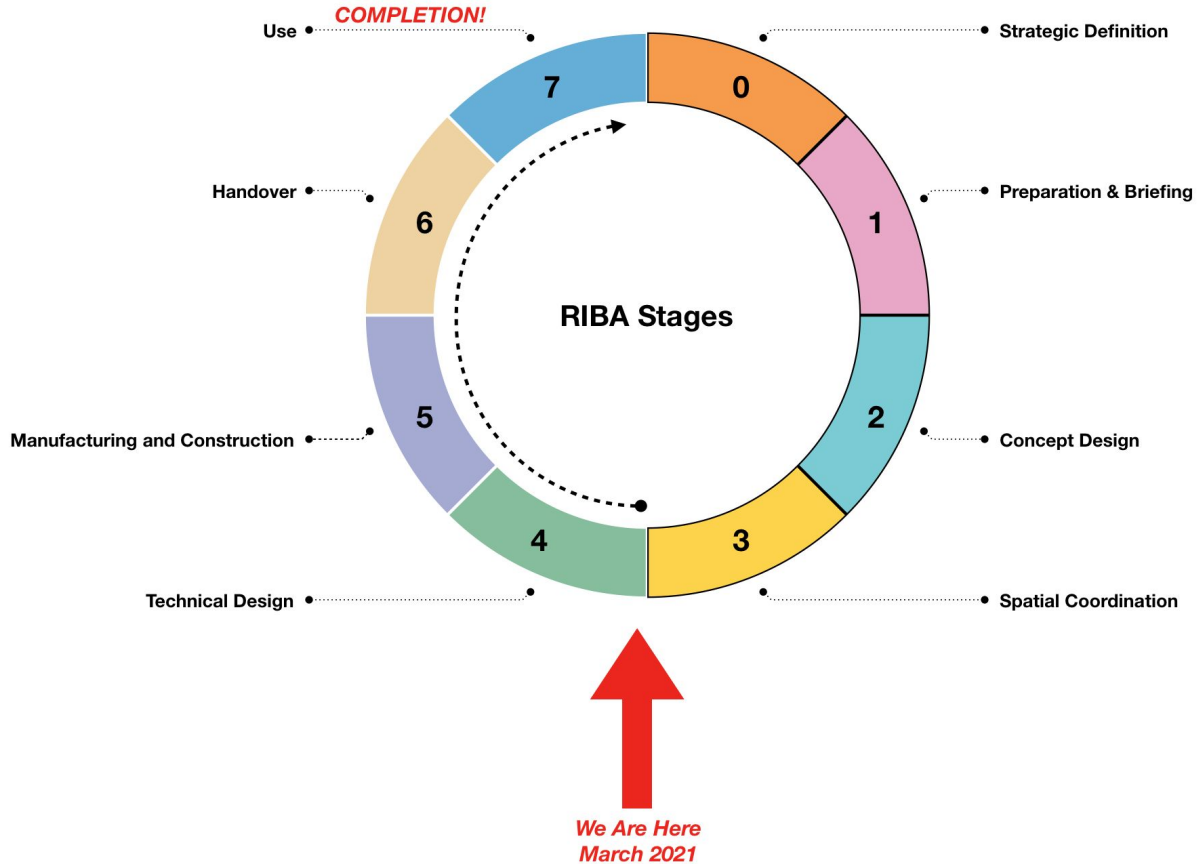 COMPLETION!
Use
7
0
Strategic Definition
Handover
6
1
Preparation & Briefing
RIBA Stages
Manufacturing and Construction
5
2
Concept Design
Technical Design
4
3
Spatial Coordination
We Are Here
March 2021